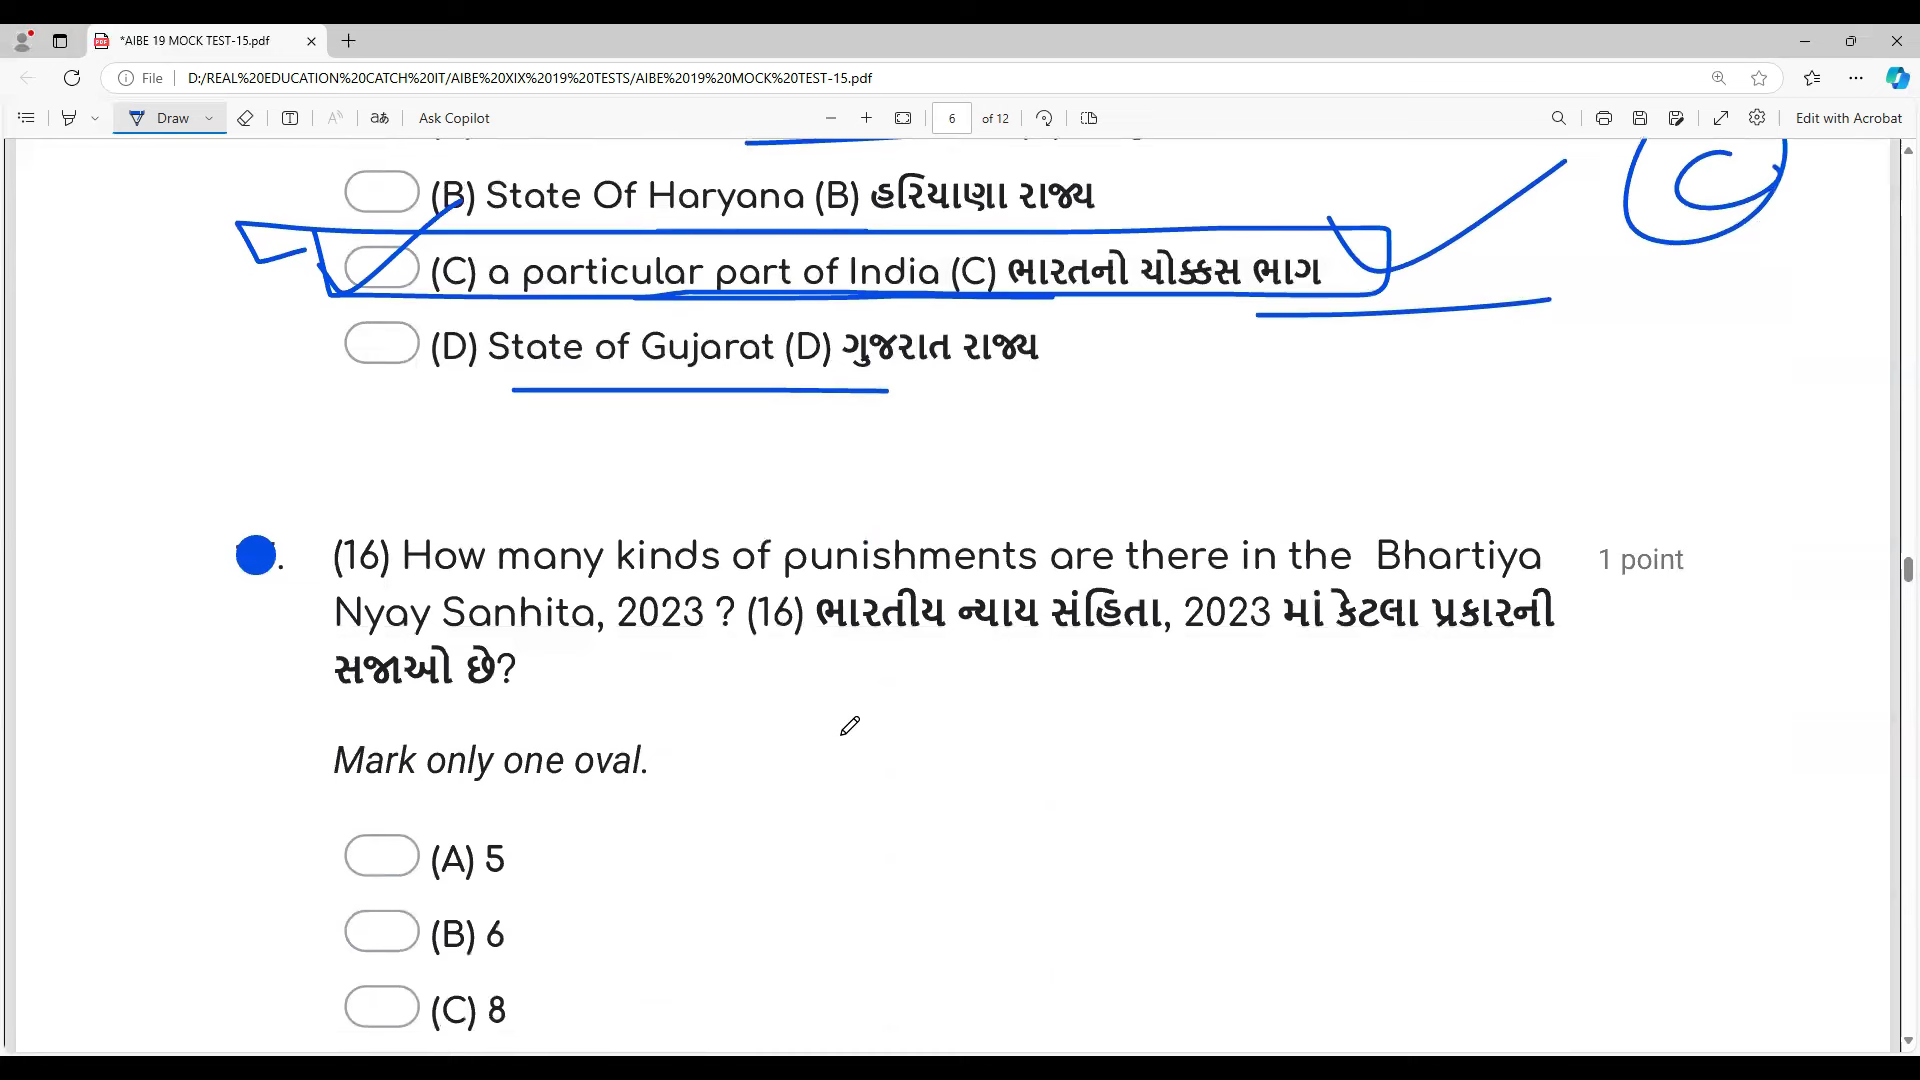 *AIBE 19 MOCK TEST-15.pdf
File D:/REAL%20EDUCATION%20CATCH%20IT/AIBE%20XIX%2019%20TESTS/AIBE%2019%20MOCK%20TEST-15.pdf
Draw aあ Ask Copilot 6 of 12 Edit with Acrobat
(B) State Of Haryana (B) હરિયાણા રાજ્ય
(C) a particular part of India (C) ભારતનો ચોક્કસ ભાગ
(D) State of Gujarat (D) ગુજરાત રાજ્ય
C
(16) How many kinds of punishments are there in the Bhartiya 1 point
Nyay Sanhita, 2023 ? (16) ભારતીય ન્યાય સંહિતા, 2023 માં કેટલા પ્રકારની
સજાઓ છે?
Mark only one oval.
(A) 5
(B) 6
(C) 8